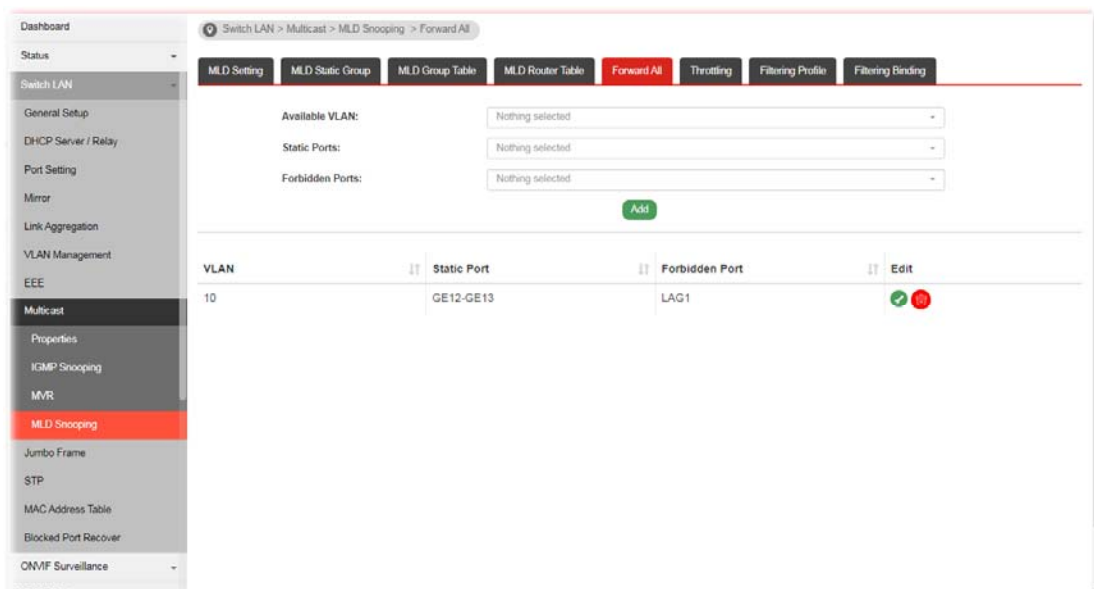 Dashboard
Status
Switch LAN
General Setup
DHCP Server / Relay
Port Setting
Mirror
Link Aggregation
VLAN Management
EEE
Multicast
Properties
IGMP Snooping
MVR
MLD Snooping
Jumbo Frame
STP
MAC Address Table
Blocked Port Recover
ONVIF Surveillance
Switch LAN > Multicast > MLD Snooping > Forward All
MLD Setting MLD Static Group MLD Group Table MLD Router Table Forward All Throttling Filtering Profile Filtering Binding
Available VLAN: Nothing selected
Static Ports: Nothing selected
Forbidden Ports: Nothing selected
Add
VLAN Static Port Forbidden Port Edit
10 GE12-GE13 LAG1